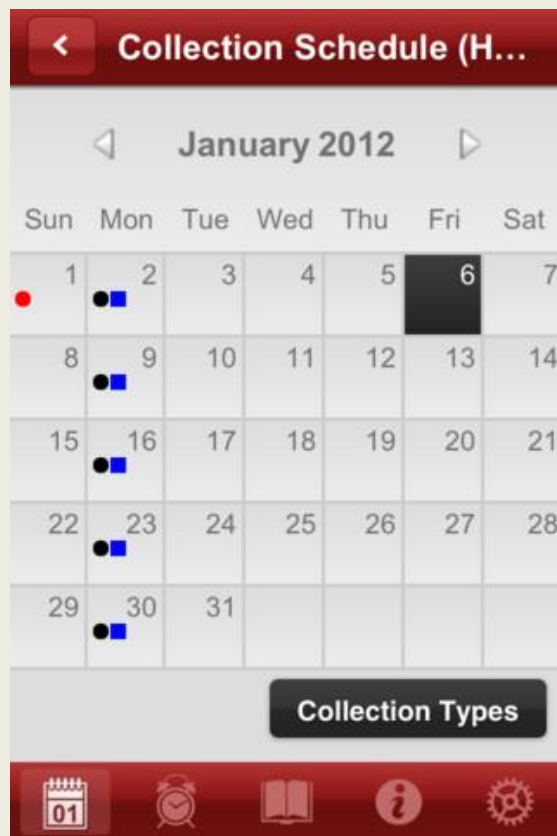 Collection Schedule (H...
January 2012
Sun Mon Tue Wed Thu Fri Sat
1 2 3 4 5 6 7
8 9 10 11 12 13 14
15 16 17 18 19 20 21
22 23 24 25 26 27 28
29 30 31
Collection Types
01